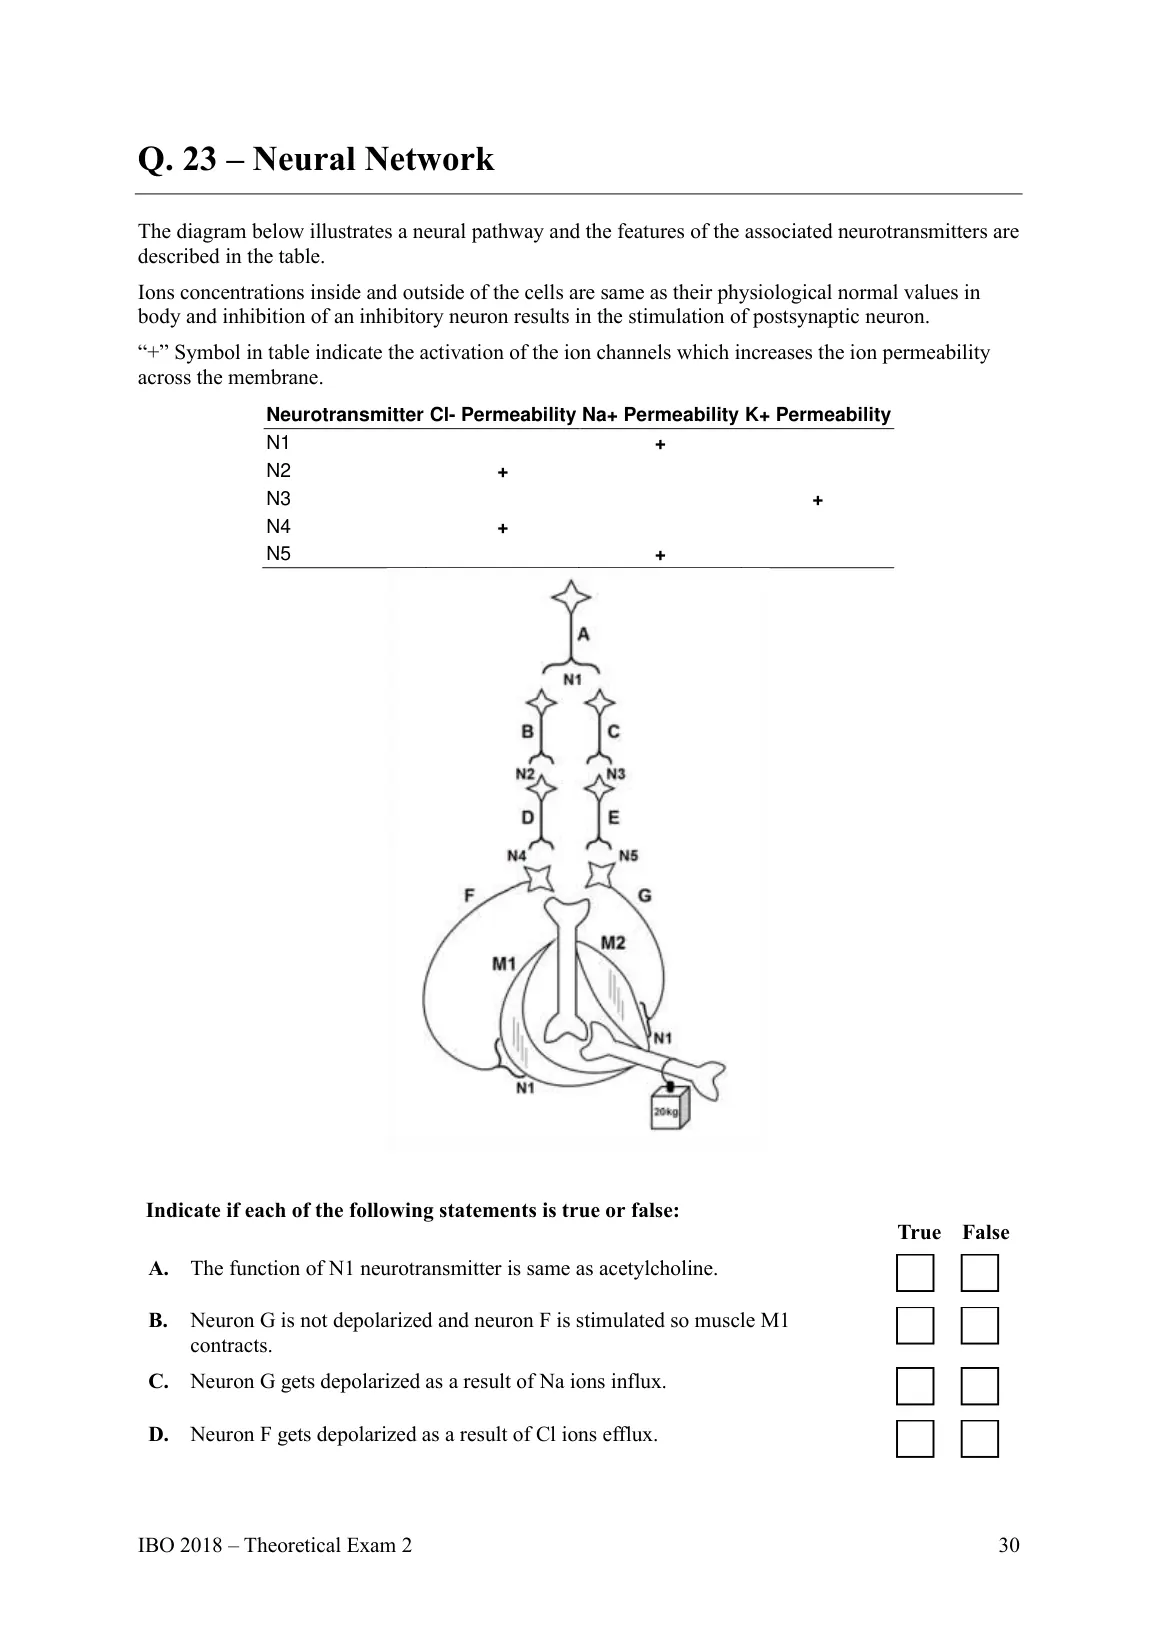 Q. 23 – Neural Network
The diagram below illustrates a neural pathway and the features of the associated neurotransmitters are
described in the table.
Ions concentrations inside and outside of the cells are same as their physiological normal values in
body and inhibition of an inhibitory neuron results in the stimulation of postsynaptic neuron.
“+” Symbol in table indicate the activation of the ion channels which increases the ion permeability
across the membrane.
Neurotransmitter Cl- Permeability Na+ Permeability K+ Permeability
N1 +
N2 +
N3 +
N4 +
N5 +
A
N1
B C
N2 N3
D E
N4 N5
F G
M2
M1
N1
N1
20kg
Indicate if each of the following statements is true or false:
True False
A. The function of N1 neurotransmitter is same as acetylcholine.
B. Neuron G is not depolarized and neuron F is stimulated so muscle M1
contracts.
C. Neuron G gets depolarized as a result of Na ions influx.
D. Neuron F gets depolarized as a result of Cl ions efflux.
IBO 2018 – Theoretical Exam 2 30